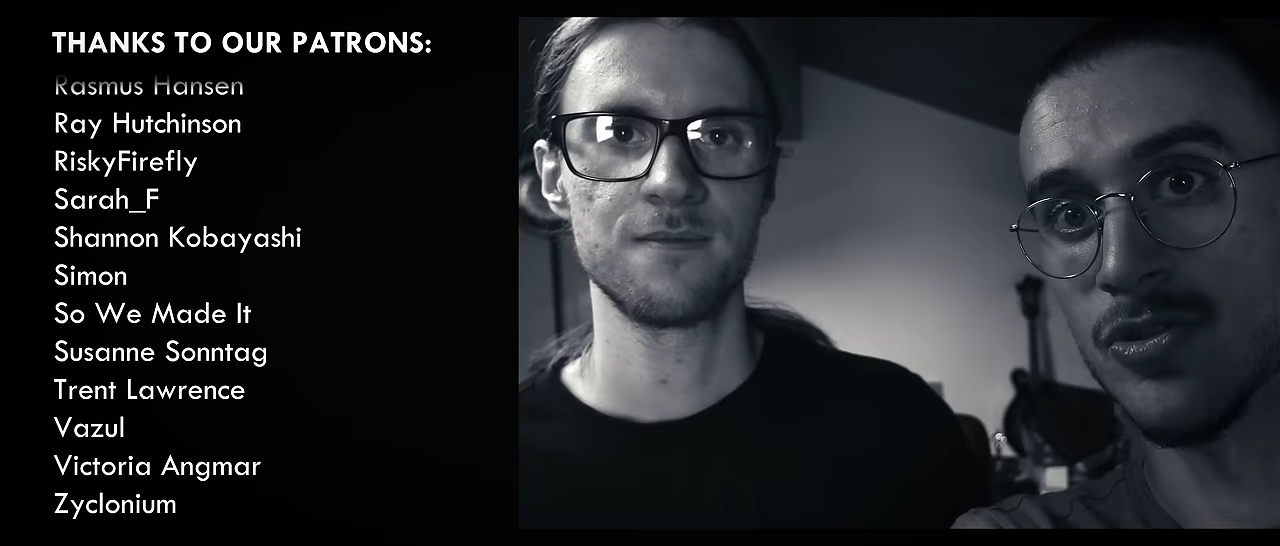 THANKS TO OUR PATRONS:
Rasmus Hansen
Ray Hutchinson
RiskyFirefly
Sarah_F
Shannon Kobayashi
Simon
So We Made It
Susanne Sonntag
Trent Lawrence
Vazul
Victoria Angmar
Zyclonium